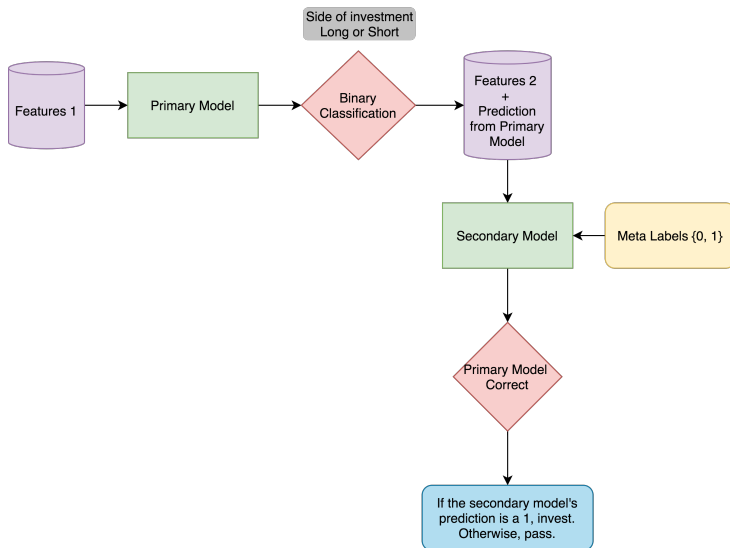 Side of investment
Long or Short
Features 1
Primary Model
Binary
Classification
Features 2
+
Prediction
from Primary
Model
Secondary Model
Meta Labels {0, 1}
Primary Model
Correct
If the secondary model's
prediction is a 1, invest.
Otherwise, pass.